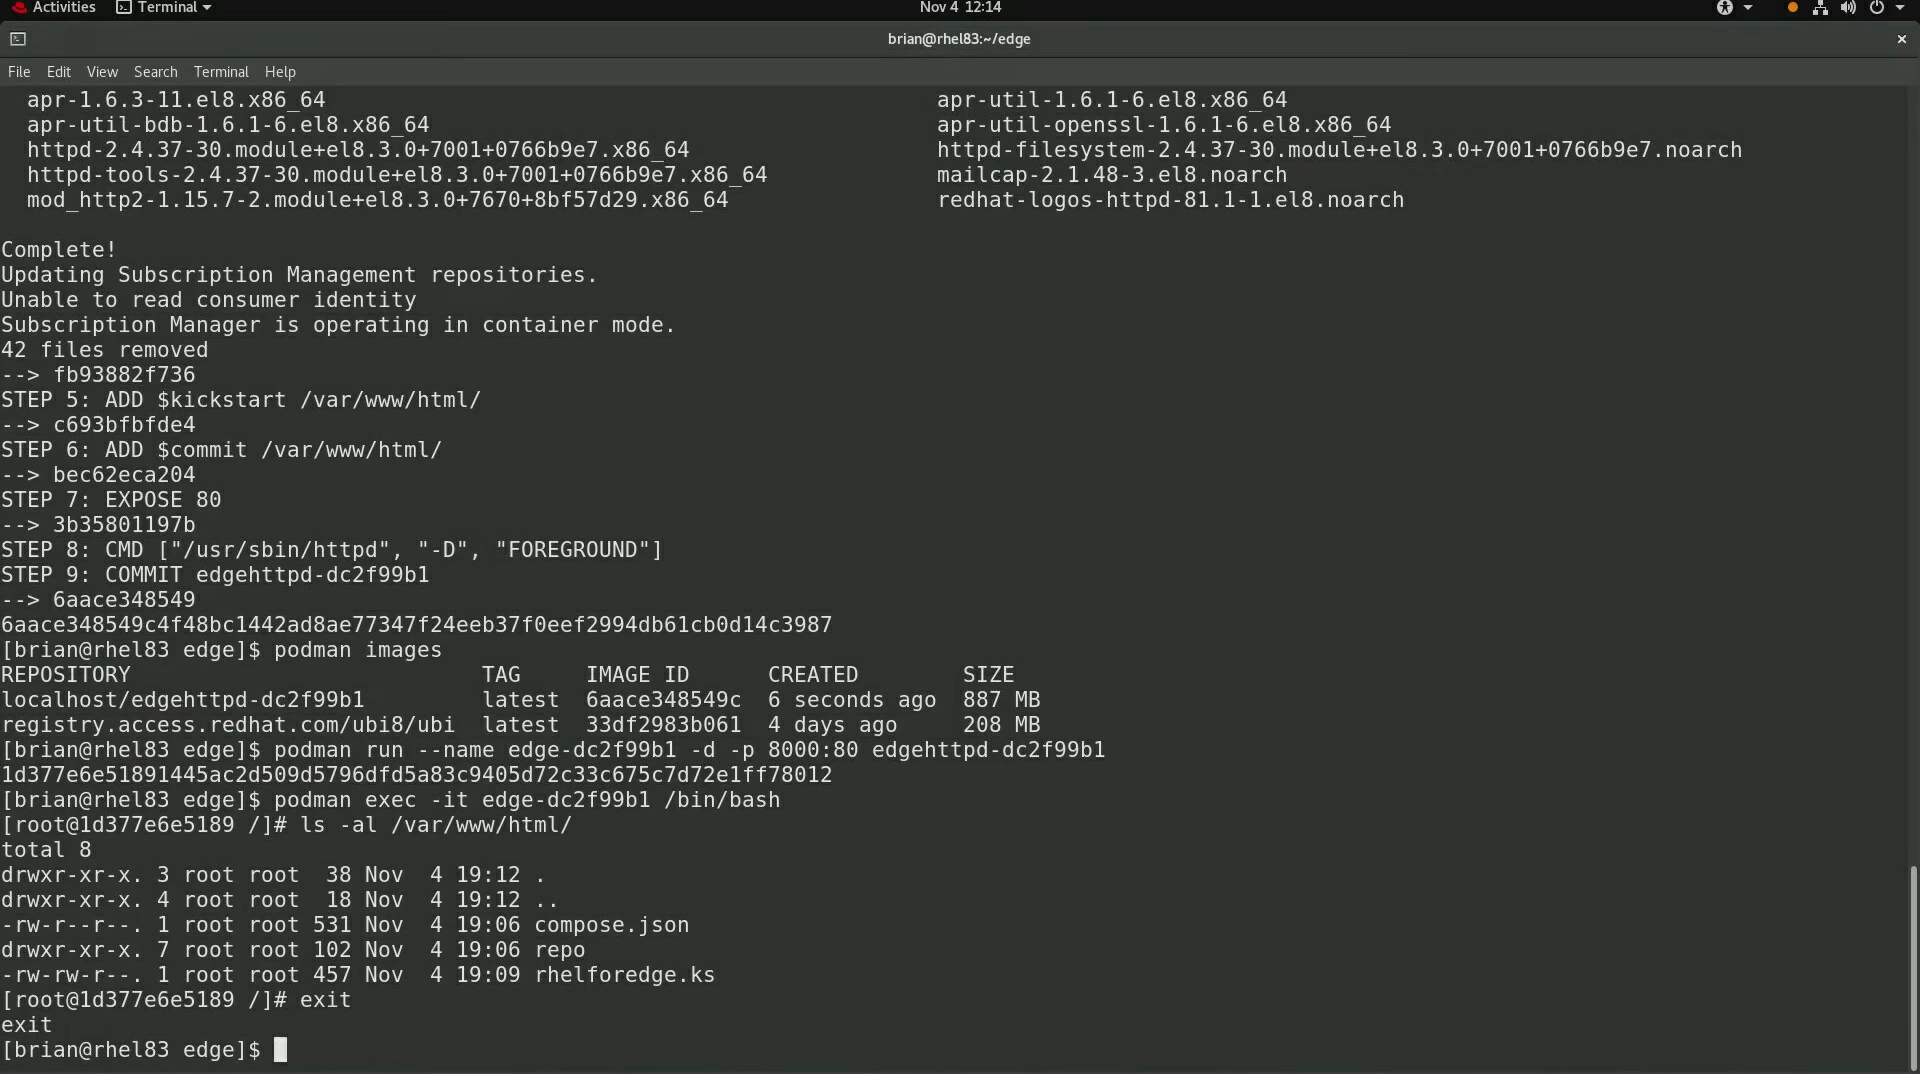 Activities Terminal Nov 4 12:14
brian@rhel83:~/edge ×
File Edit View Search Terminal Help
apr-1.6.3-11.el8.x86_64 apr-util-1.6.1-6.el8.x86_64
apr-util-bdb-1.6.1-6.el8.x86_64 apr-util-openssl-1.6.1-6.el8.x86_64
httpd-2.4.37-30.module+el8.3.0+7001+0766b9e7.x86_64 httpd-filesystem-2.4.37-30.module+el8.3.0+7001+0766b9e7.noarch
httpd-tools-2.4.37-30.module+el8.3.0+7001+0766b9e7.x86_64 mailcap-2.1.48-3.el8.noarch
mod_http2-1.15.7-2.module+el8.3.0+7670+8bf57d29.x86_64 redhat-logos-httpd-81.1-1.el8.noarch
Complete!
Updating Subscription Management repositories.
Unable to read consumer identity
Subscription Manager is operating in container mode.
42 files removed
--> fb93882f736
STEP 5: ADD $kickstart /var/www/html/
--> c693bfbfde4
STEP 6: ADD $commit /var/www/html/
--> bec62eca204
STEP 7: EXPOSE 80
--> 3b35801197b
STEP 8: CMD ["/usr/sbin/httpd", "-D", "FOREGROUND"]
STEP 9: COMMIT edgehttpd-dc2f99b1
--> 6aace348549
6aace348549c4f48bc1442ad8ae77347f24eeb37f0eef2994db61cb0d14c3987
[brian@rhel83 edge]$ podman images
REPOSITORY TAG IMAGE ID CREATED SIZE
localhost/edgehttpd-dc2f99b1 latest 6aace348549c 6 seconds ago 887 MB
registry.access.redhat.com/ubi8/ubi latest 33df2983b061 4 days ago 208 MB
[brian@rhel83 edge]$ podman run --name edge-dc2f99b1 -d -p 8000:80 edgehttpd-dc2f99b1
1d377e6e51891445ac2d509d5796dfd5a83c9405d72c33c675c7d72e1ff78012
[brian@rhel83 edge]$ podman exec -it edge-dc2f99b1 /bin/bash
[root@1d377e6e5189 /]# ls -al /var/www/html/
total 8
drwxr-xr-x. 3 root root 38 Nov 4 19:12 .
drwxr-xr-x. 4 root root 18 Nov 4 19:12 ..
-rw-r--r--. 1 root root 531 Nov 4 19:06 compose.json
drwxr-xr-x. 7 root root 102 Nov 4 19:06 repo
-rw-rw-r--. 1 root root 457 Nov 4 19:09 rhelforedge.ks
[root@1d377e6e5189 /]# exit
exit
[brian@rhel83 edge]$